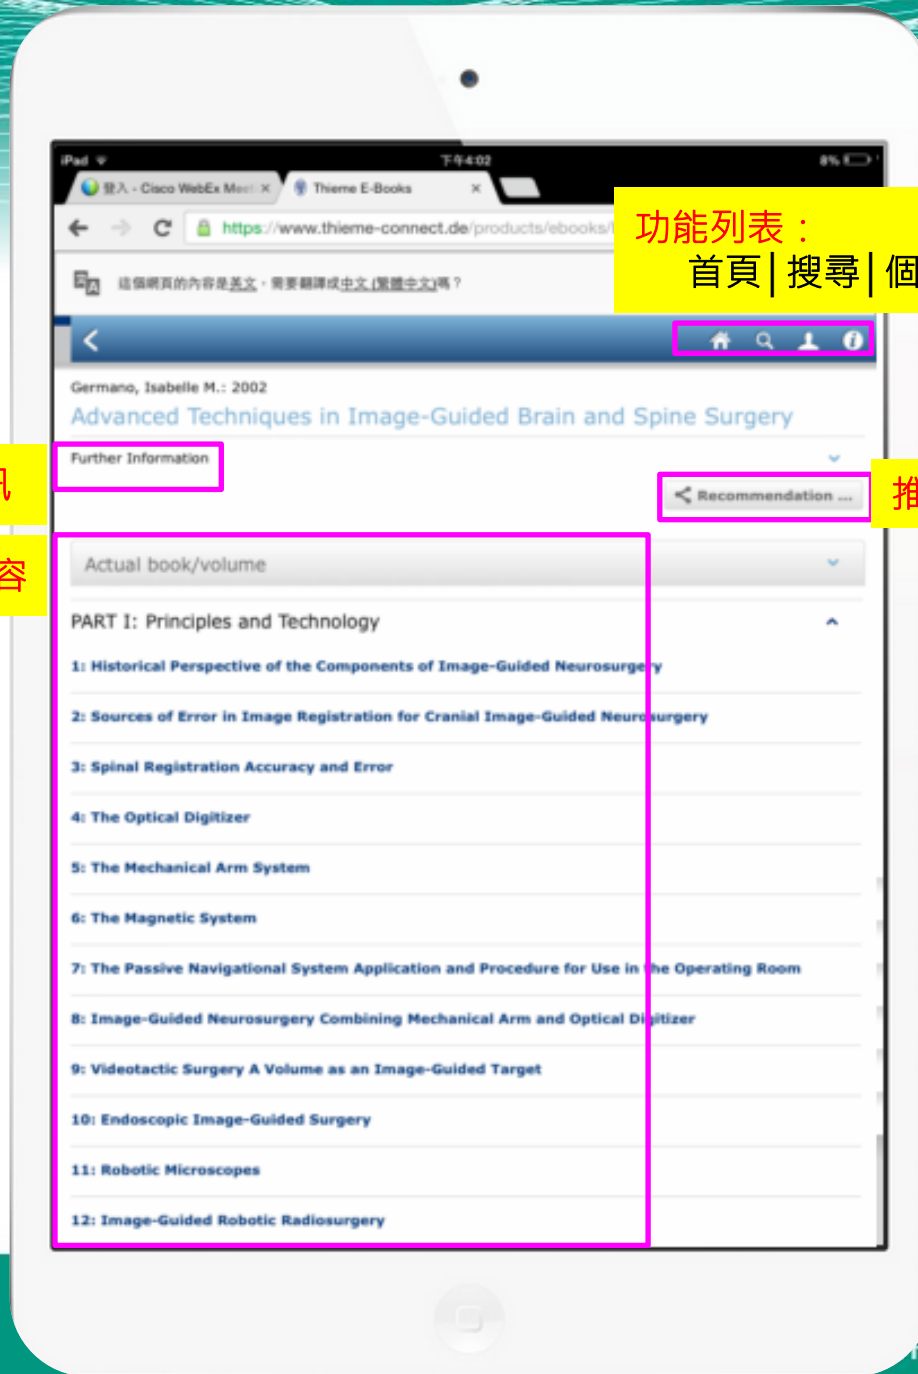 iPad
下午4:02
8%
登入 - Cisco WebEx Meet
Thieme E-Books
https://www.thieme-connect.de/products/ebooks/
功能列表：
首頁|搜尋|個
這個網頁的內容是英文，需要翻譯成中文 (繁體中文)嗎？
Germano, Isabelle M.: 2002
Advanced Techniques in Image-Guided Brain and Spine Surgery
Further Information
訊
Recommendation ...
推
容
Actual book/volume
PART I: Principles and Technology
1: Historical Perspective of the Components of Image-Guided Neurosurgery
2: Sources of Error in Image Registration for Cranial Image-Guided Neurosurgery
3: Spinal Registration Accuracy and Error
4: The Optical Digitizer
5: The Mechanical Arm System
6: The Magnetic System
7: The Passive Navigational System Application and Procedure for Use in the Operating Room
8: Image-Guided Neurosurgery Combining Mechanical Arm and Optical Digitizer
9: Videotactic Surgery A Volume as an Image-Guided Target
10: Endoscopic Image-Guided Surgery
11: Robotic Microscopes
12: Image-Guided Robotic Radiosurgery